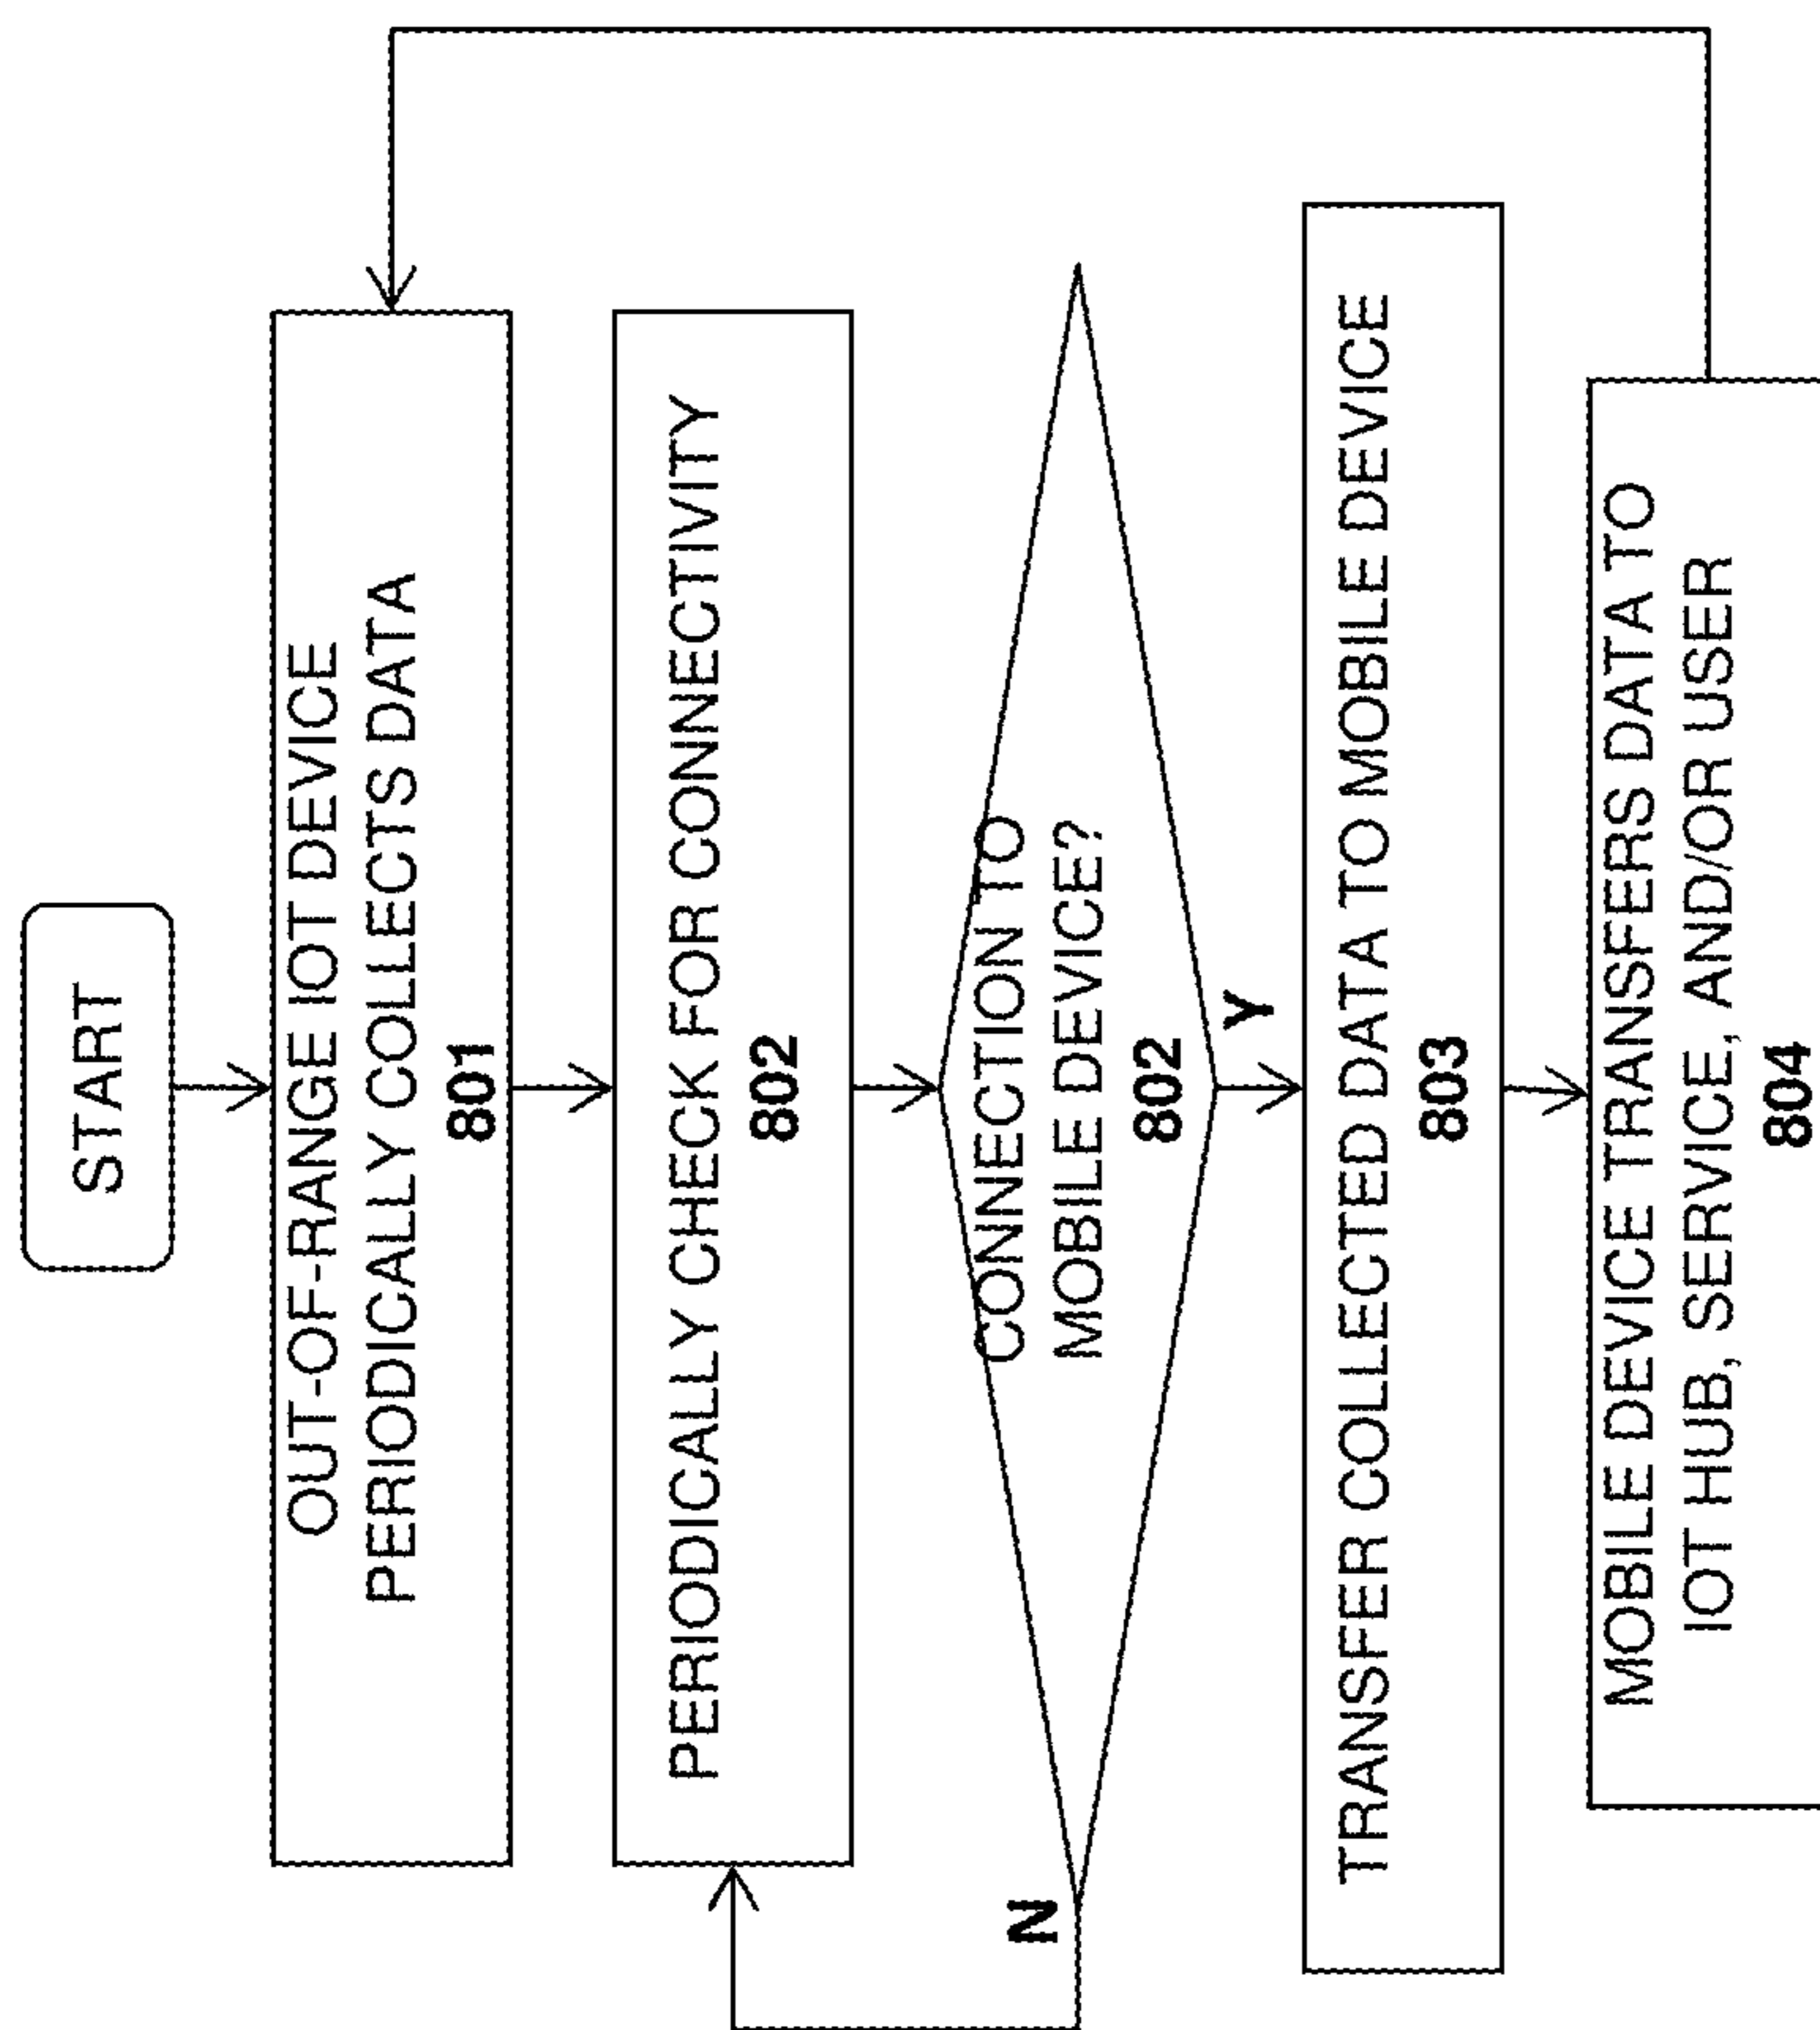 START
OUT-OF-RANGE IOT DEVICE
PERIODICALLY COLLECTS DATA
801
PERIODICALLY CHECK FOR CONNECTIVITY
802
CONNECTION TO
MOBILE DEVICE?
802
N
Y
TRANSFER COLLECTED DATA TO MOBILE DEVICE
803
MOBILE DEVICE TRANSFERS DATA TO
IOT HUB, SERVICE, AND/OR USER
804